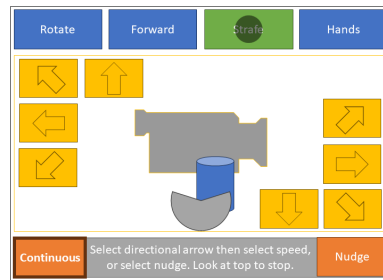 Rotate
Forward
Strafe
Hands
Continuous
Select directional arrow then select speed,
or select nudge. Look at top to stop.
Nudge